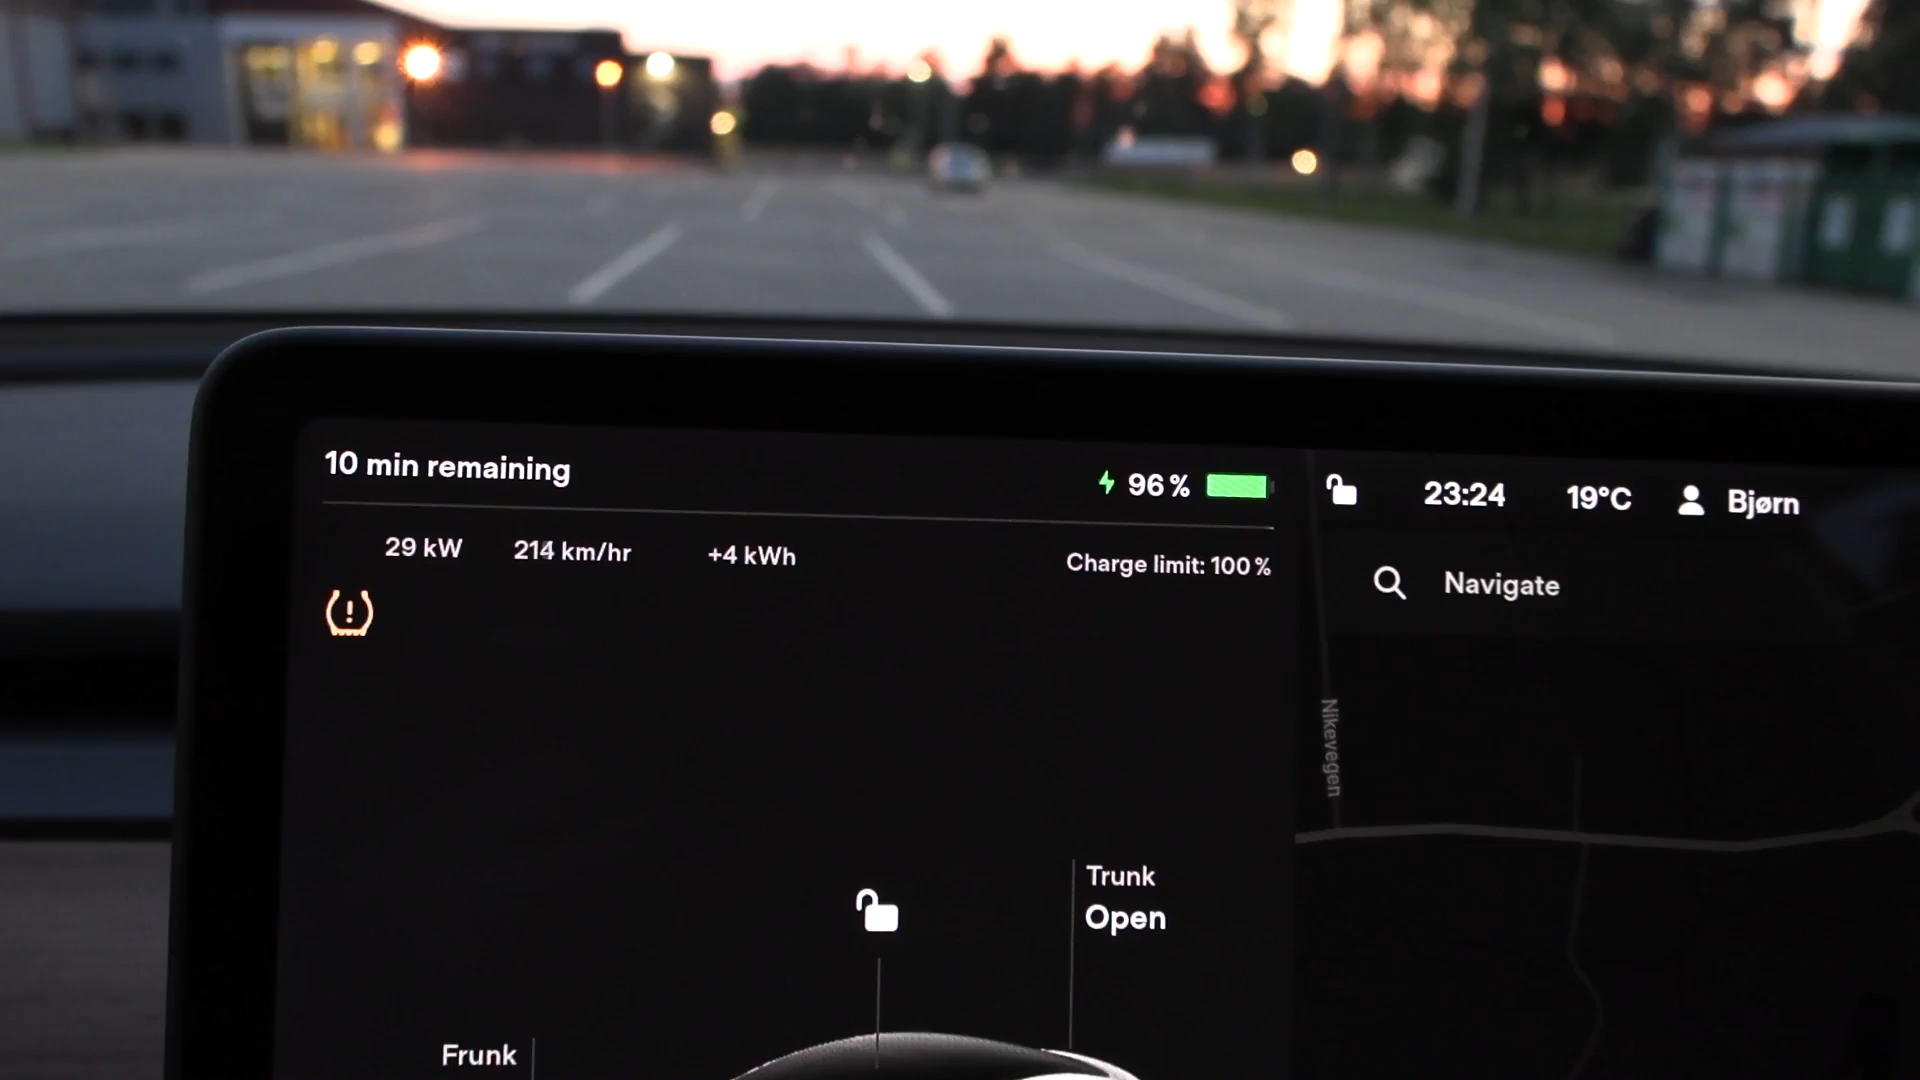 10 min remaining
96 %
29 kW 214 km/hr +4 kWh
Charge limit: 100 %
23:24 19°C Bjørn
Navigate
Nikevegen
Trunk
Open
Frunk